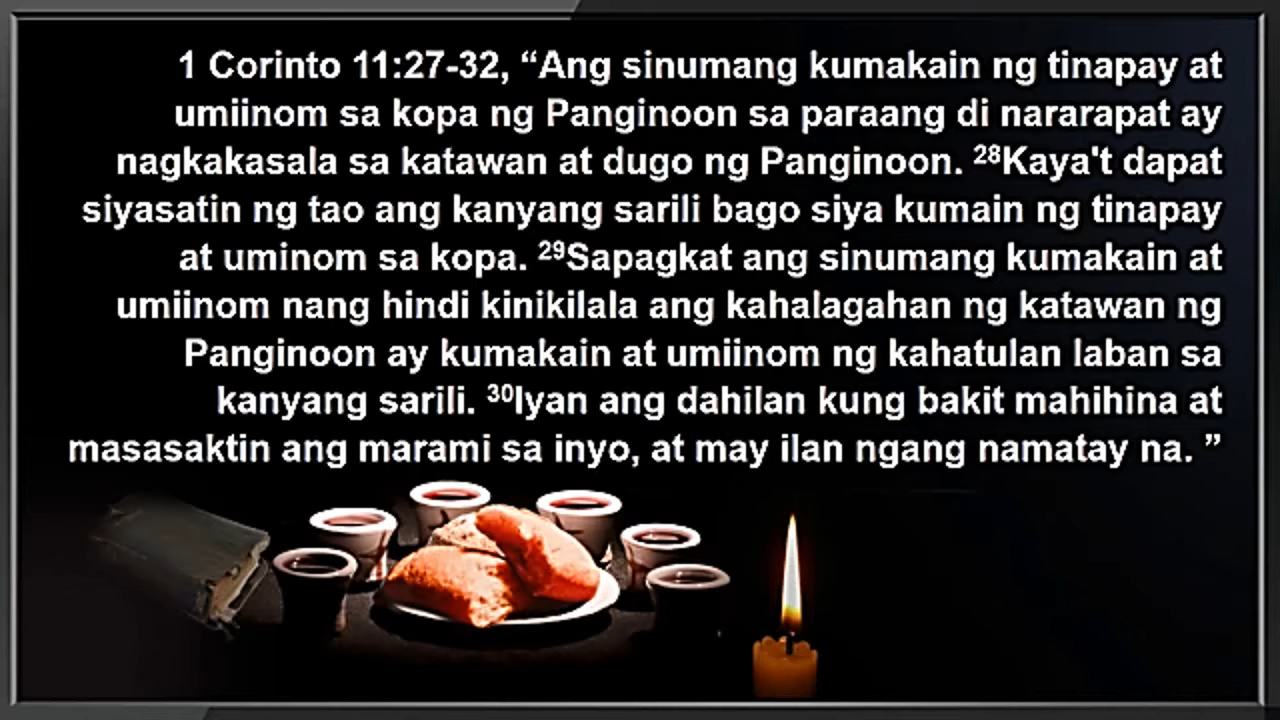 1 Corinto 11:27-32, “Ang sinumang kumakain ng tinapay at
umiinom sa kopa ng Panginoon sa paraang di nararapat ay
nagkakasala sa katawan at dugo ng Panginoon. ²⁸Kaya't dapat
siyasatin ng tao ang kanyang sarili bago siya kumain ng tinapay
at uminom sa kopa. ²⁹Sapagkat ang sinumang kumakain at
umiinom nang hindi kinikilala ang kahalagahan ng katawan ng
Panginoon ay kumakain at umiinom ng kahatulan laban sa
kanyang sarili. ³⁰Iyan ang dahilan kung bakit mahihina at
masasaktin ang marami sa inyo, at may ilan ngang namatay na. ”